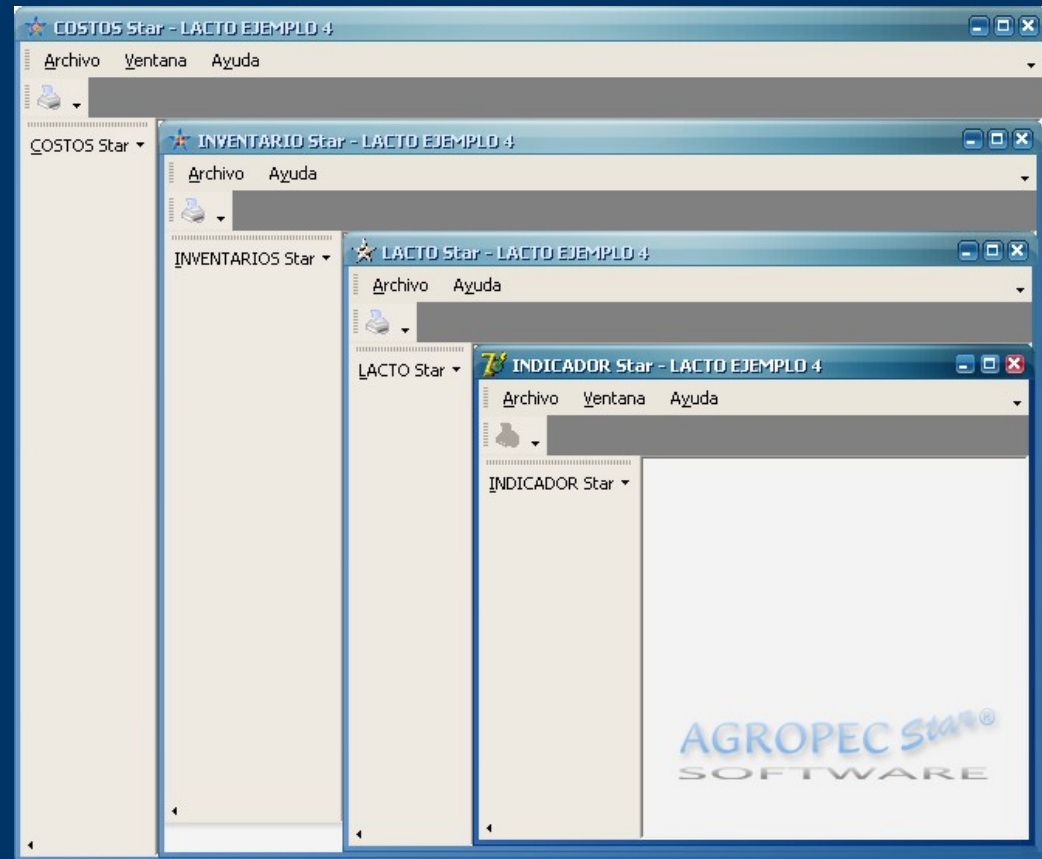 COSTOS Star - LACTO EJEMPLO 4
Archivo Ventana Ayuda
COSTOS Star
INVENTARIO Star - LACTO EJEMPLO 4
Archivo Ayuda
INVENTARIOS Star
LACTO Star - LACTO EJEMPLO 4
Archivo Ayuda
LACTO Star
INDICADOR Star - LACTO EJEMPLO 4
Archivo Ventana Ayuda
INDICADOR Star
AGROPEC Star®
SOFTWARE